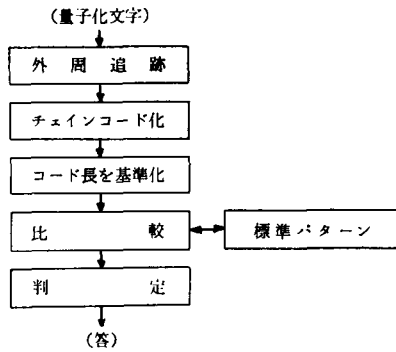 (量子化文字)
外周追跡
チェインコード化
コード長を基準化
比較
標準パターン
判定
(答)